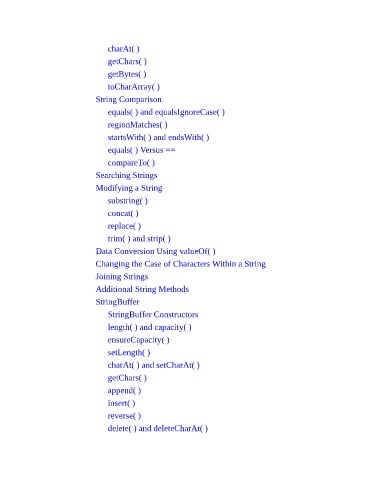 charAt( )
getChars( )
getBytes( )
toCharArray( )
String Comparison
equals( ) and equalsIgnoreCase( )
regionMatches( )
startsWith( ) and endsWith( )
equals( ) Versus ==
compareTo( )
Searching Strings
Modifying a String
substring( )
concat( )
replace( )
trim( ) and strip( )
Data Conversion Using valueOf( )
Changing the Case of Characters Within a String
Joining Strings
Additional String Methods
StringBuffer
StringBuffer Constructors
length( ) and capacity( )
ensureCapacity( )
setLength( )
charAt( ) and setCharAt( )
getChars( )
append( )
insert( )
reverse( )
delete( ) and deleteCharAt( )